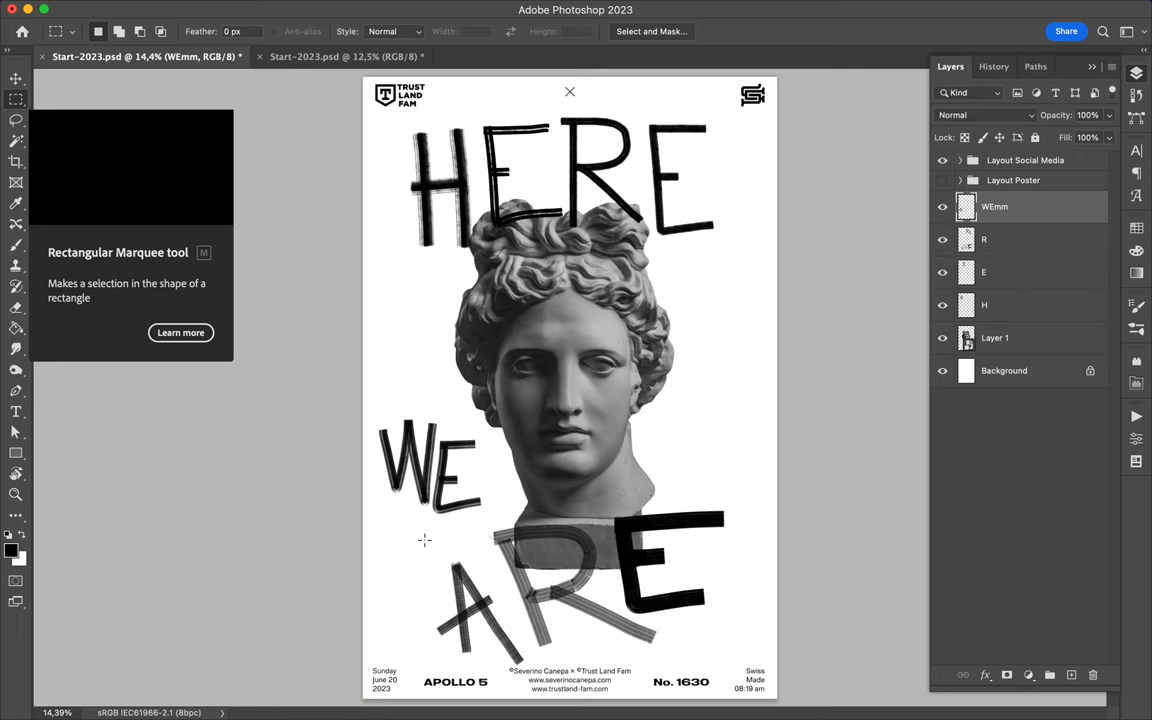 Adobe Photoshop 2023
Feather: 0 px
Anti-alias
Style: Normal
Width:
Height:
Select and Mask...
Share
Start-2023.psd @ 14,4% (WEmm, RGB/8) *
Start-2023.psd @ 12,5% (RGB/8) *
Rectangular Marquee tool M
Makes a selection in the shape of a
rectangle
Learn more
TRUST
LAND
FAM
HERE
WE
ARE
Sunday
June 20
2023
APOLLO 5
©Severino Canepa × ©Trust Land Fam
www.severinocanepa.com
www.trustland-fam.com
No. 1630
Swiss
Made
08:19 am
Layers
History
Paths
Kind
Normal
Opacity: 100%
Lock:
Fill: 100%
Layout Social Media
Layout Poster
WEmm
R
E
H
Layer 1
Background
14,39%
sRGB IEC61966-2.1 (8bpc)